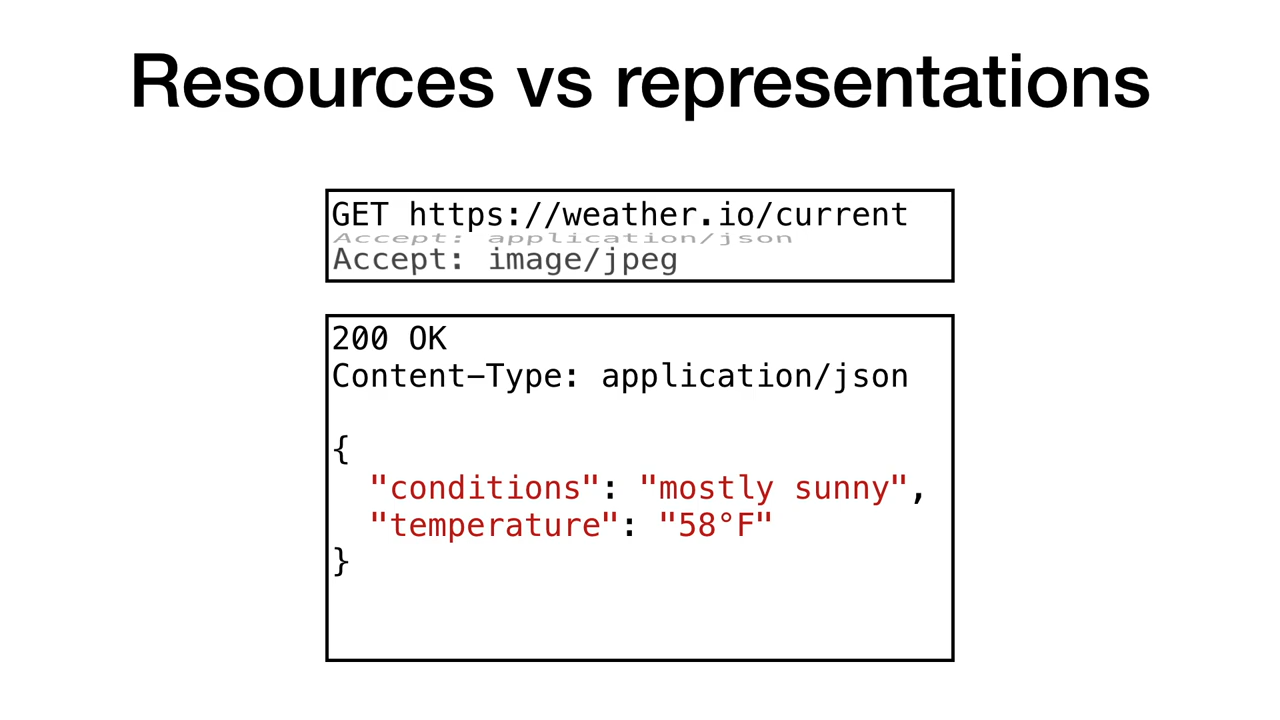 Resources vs representations
GET https://weather.io/current
Accept: application/json
Accept: image/jpeg
200 OK
Content-Type: application/json
{
  "conditions": "mostly sunny",
  "temperature": "58°F"
}